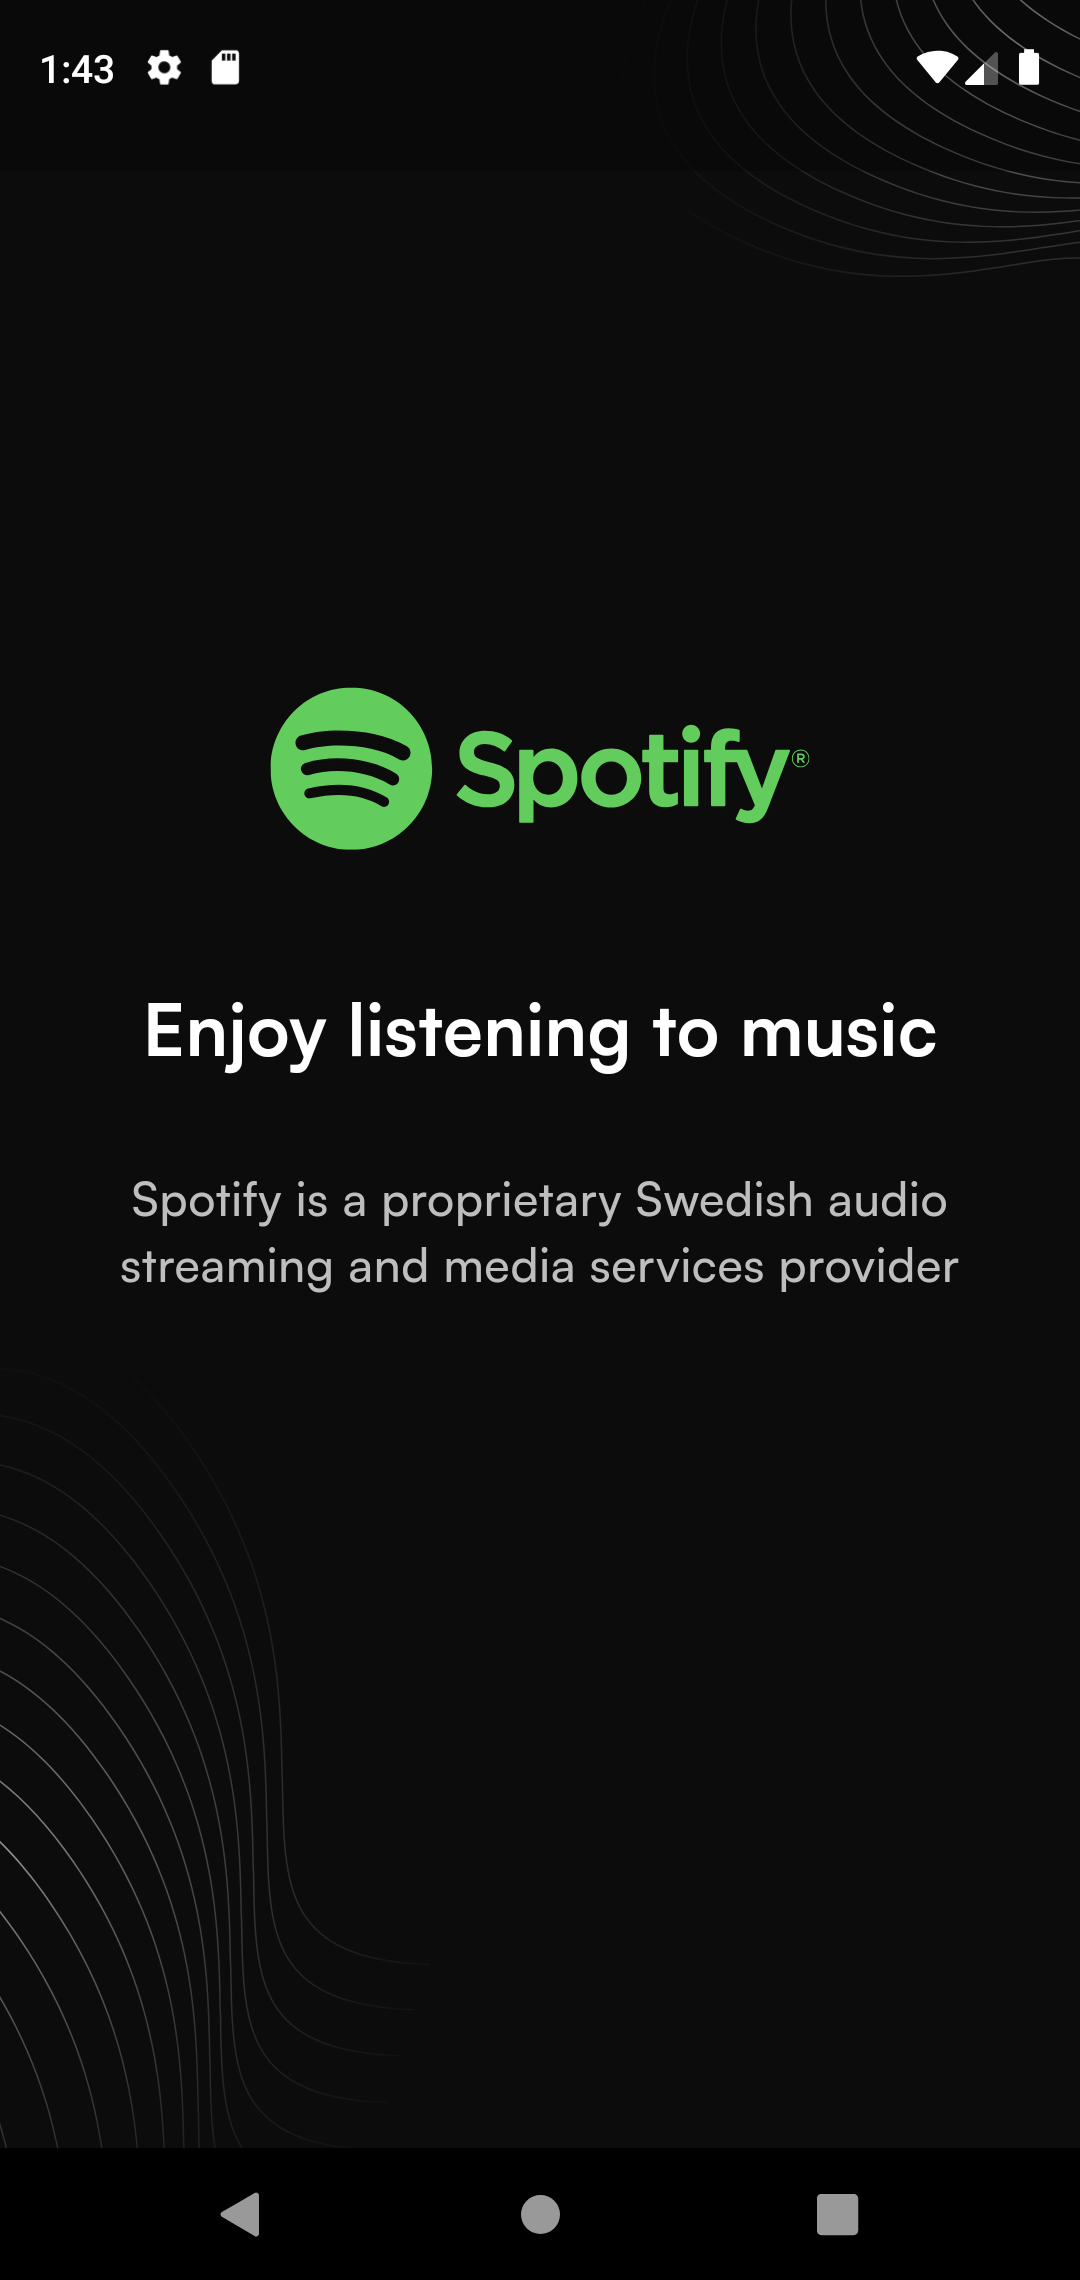 1:43
Spotify®
Enjoy listening to music
Spotify is a proprietary Swedish audio
streaming and media services provider